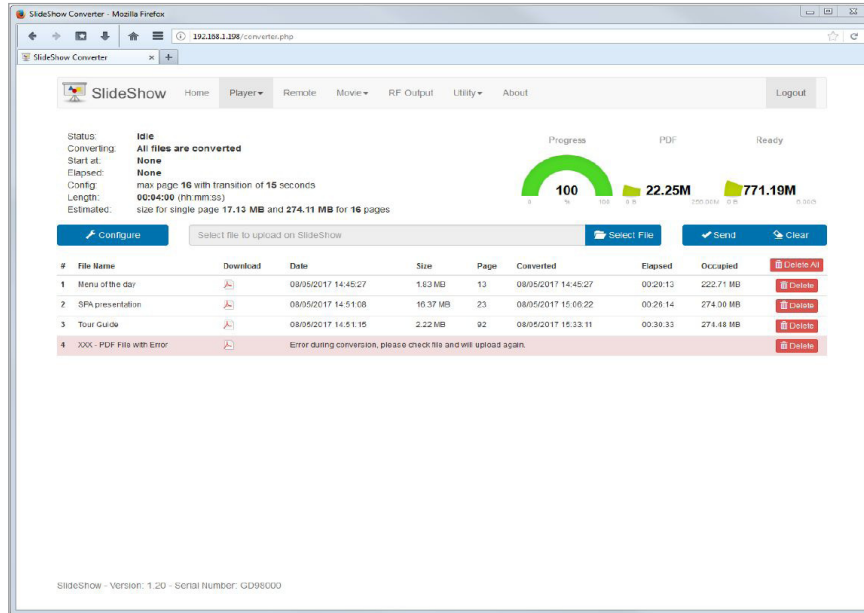 SlideShow Converter - Mozilla Firefox
192.168.1.198/converter.php
SlideShow Converter
SlideShow Home Player Remote Movie RF Output Utility About Logout
Status: Idle
Converting: All files are converted
Start at: None
Elapsed: None
Config: max page 16 with transition of 15 seconds
Length: 00:04:00 (hh:mm:ss)
Estimated: size for single page 17.13 MB and 274.11 MB for 16 pages
Progress PDF Ready
100 22.25M 771.19M
0 % 100 0 B 0 B
Configure Select file to upload on SlideShow Select File Send Clear
# File Name Download Date Size Page Converted Elapsed Occupied Delete All
1 Menu of the day 08/05/2017 14:45:27 1.83 MB 13 08/05/2017 14:45:27 00:20:13 222.71 MB Delete
2 SPA presentation 08/05/2017 14:51:08 16.37 MB 23 08/05/2017 15:06:22 00:26:14 274.00 MB Delete
3 Tour Guide 08/05/2017 14:51:15 2.22 MB 92 08/05/2017 15:33:11 00:30:33 274.48 MB Delete
4 XXX - PDF File with Error Error during conversion, please check file and will upload again. Delete
SlideShow - Version: 1.20 - Serial Number: GD98000